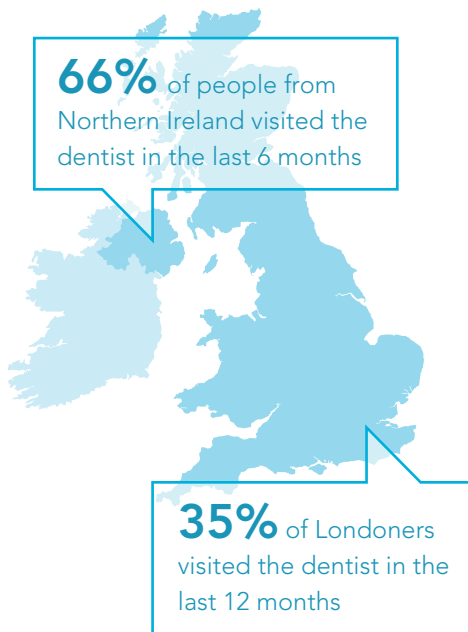 66% of people from
Northern Ireland visited the
dentist in the last 6 months
35% of Londoners
visited the dentist in the
last 12 months